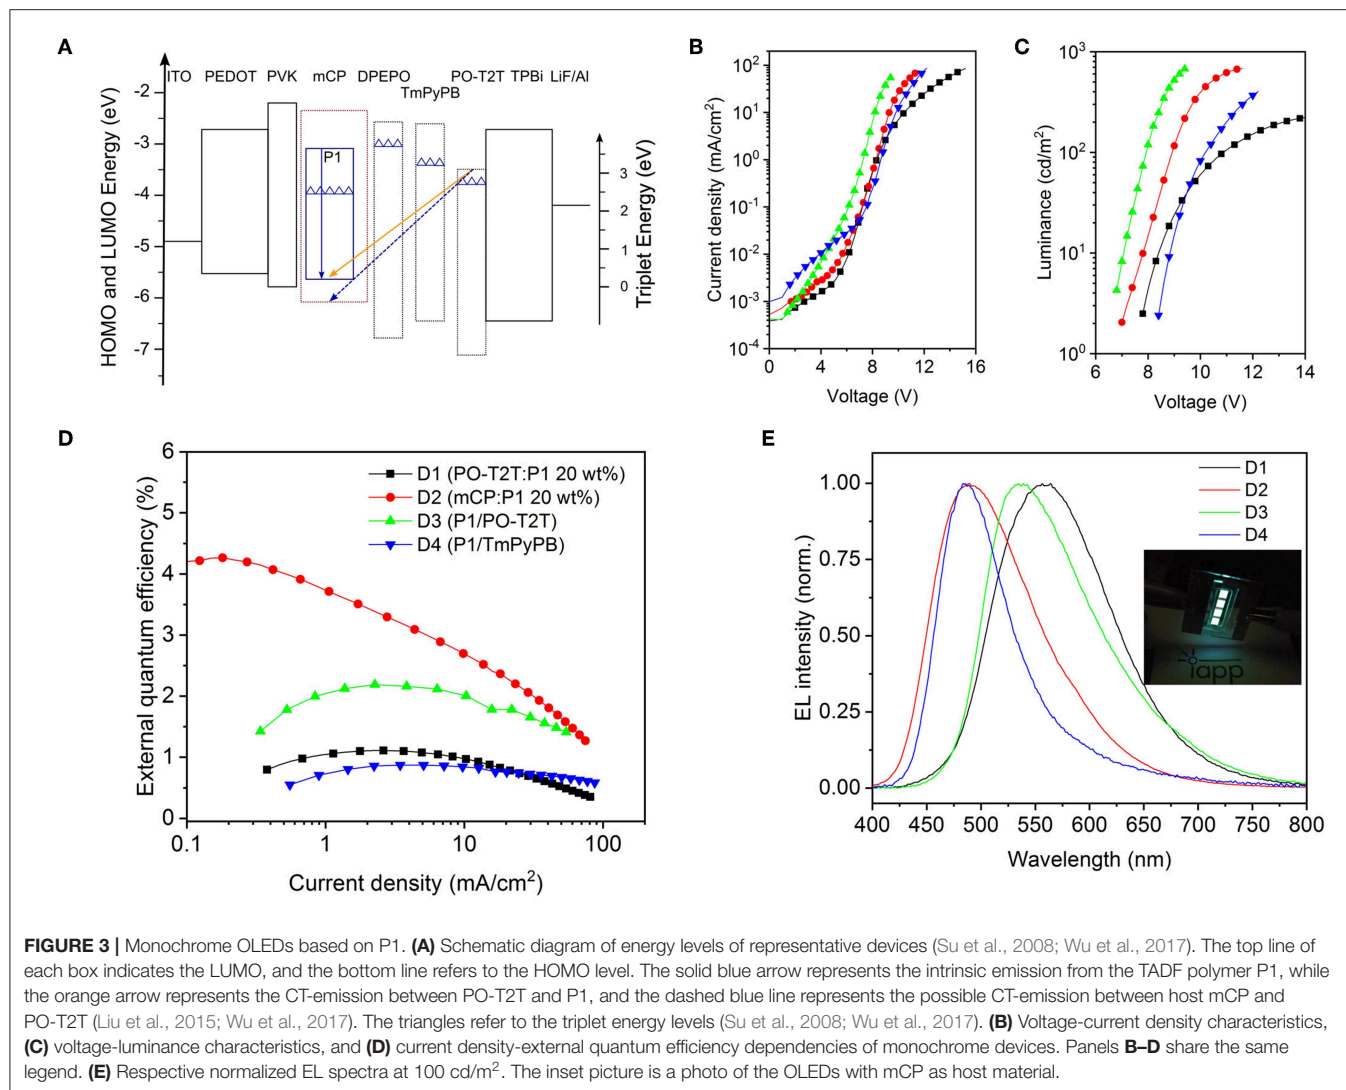 A
ITO PEDOT PVK mCP DPEPO PO-T2T TPBi LiF/Al
TmPyPB
HOMO and LUMO Energy (eV)
-2
-3
-4
-5
-6
-7
P1
3
2
1
0
Triplet Energy (eV)
B
Current density (mA/cm²)
10²
10¹
10⁰
10⁻¹
10⁻²
10⁻³
10⁻⁴
0 4 8 12 16
Voltage (V)
C
Luminance (cd/m²)
10³
10²
10¹
10⁰
6 8 10 12 14
Voltage (V)
D
External quantum efficiency (%)
6
5
4
3
2
1
0
D1 (PO-T2T:P1 20 wt%)
D2 (mCP:P1 20 wt%)
D3 (P1/PO-T2T)
D4 (P1/TmPyPB)
0.1 1 10 100
Current density (mA/cm²)
E
EL intensity (norm.)
1.00
0.75
0.50
0.25
0.00
D1
D2
D3
D4
iapp
400 450 500 550 600 650 700 750 800
Wavelength (nm)
FIGURE 3 | Monochrome OLEDs based on P1. (A) Schematic diagram of energy levels of representative devices (Su et al., 2008; Wu et al., 2017). The top line of
each box indicates the LUMO, and the bottom line refers to the HOMO level. The solid blue arrow represents the intrinsic emission from the TADF polymer P1, while
the orange arrow represents the CT-emission between PO-T2T and P1, and the dashed blue line represents the possible CT-emission between host mCP and
PO-T2T (Liu et al., 2015; Wu et al., 2017). The triangles refer to the triplet energy levels (Su et al., 2008; Wu et al., 2017). (B) Voltage-current density characteristics,
(C) voltage-luminance characteristics, and (D) current density-external quantum efficiency dependencies of monochrome devices. Panels B–D share the same
legend. (E) Respective normalized EL spectra at 100 cd/m². The inset picture is a photo of the OLEDs with mCP as host material.